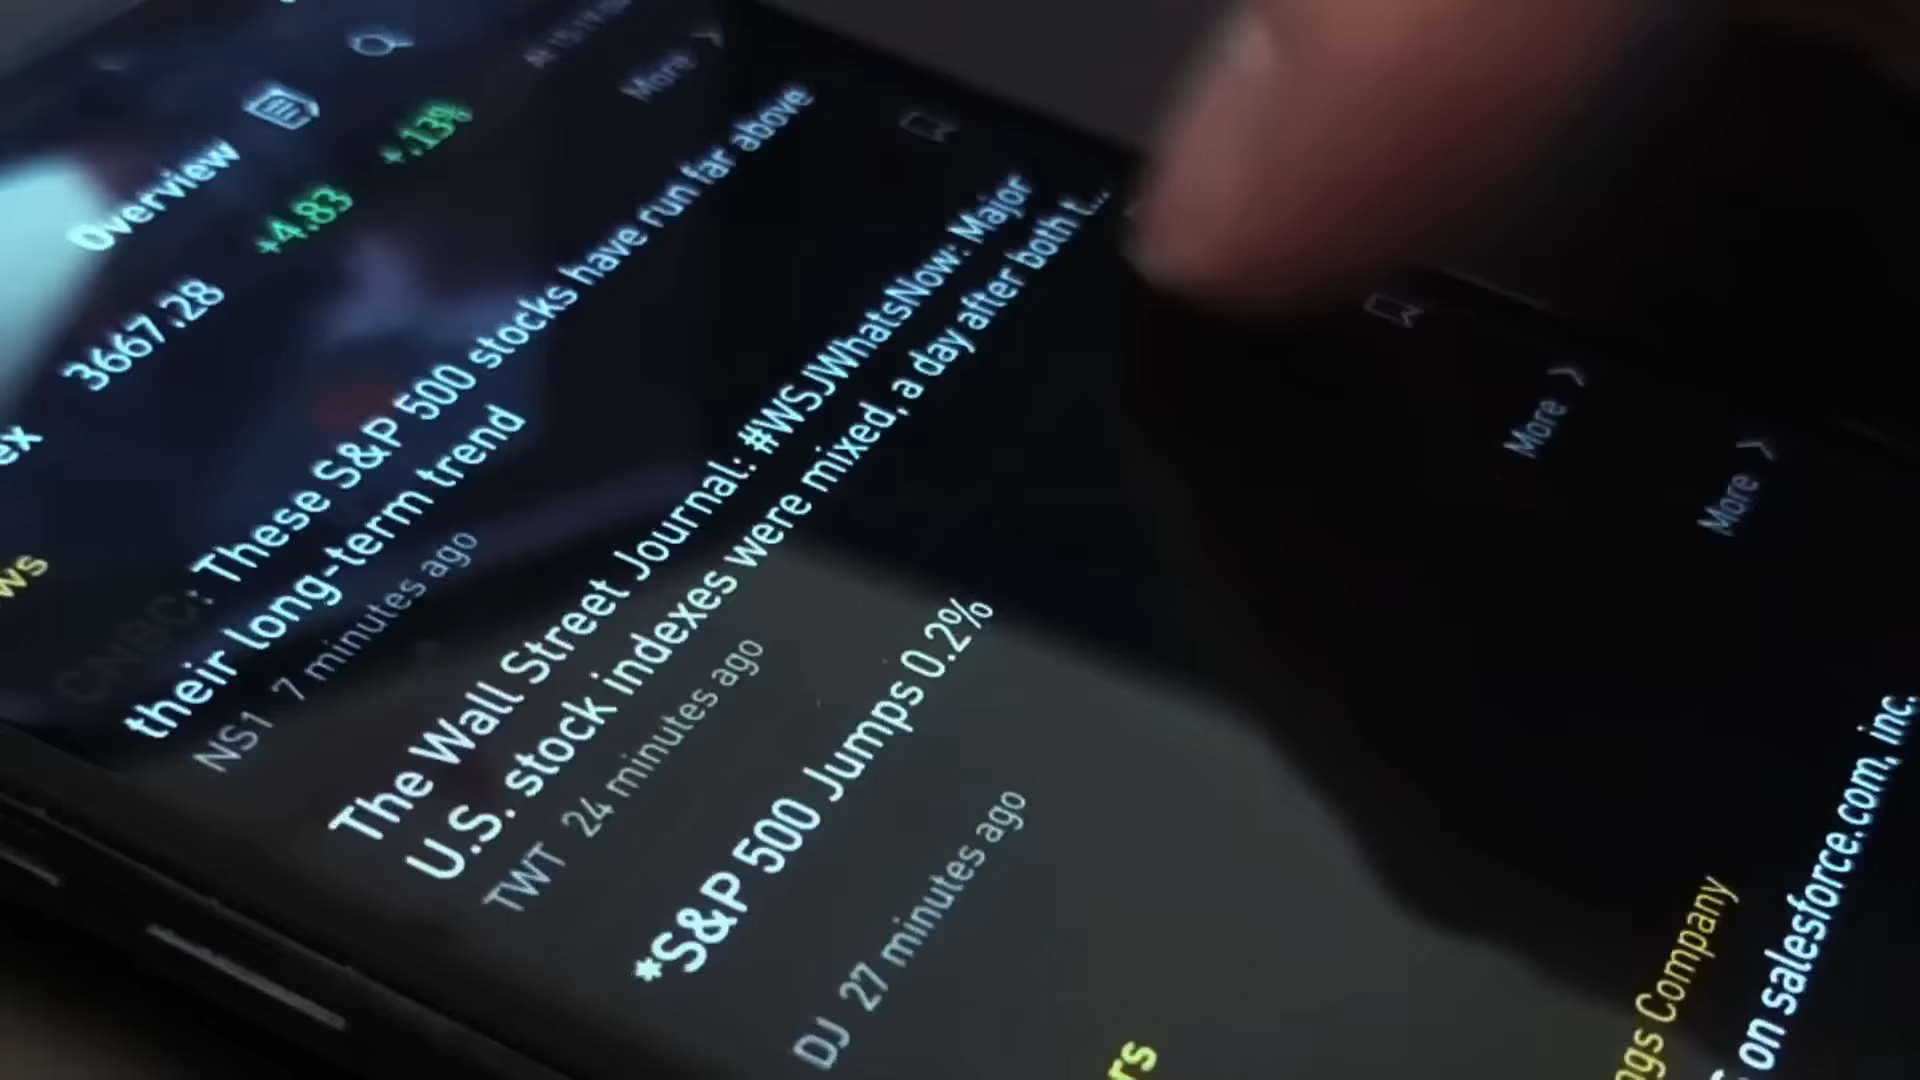 More
Overview
3667.28 +4.83 +.13%
CNBC: These S&P 500 stocks have run far above
their long-term trend
NS1 7 minutes ago
The Wall Street Journal: #WSJWhatsNow: Major
U.S. stock indexes were mixed, a day after both t...
TWT 24 minutes ago
*S&P 500 Jumps 0.2%
DJ 27 minutes ago
More
More
Company
on salesforce.com, inc.